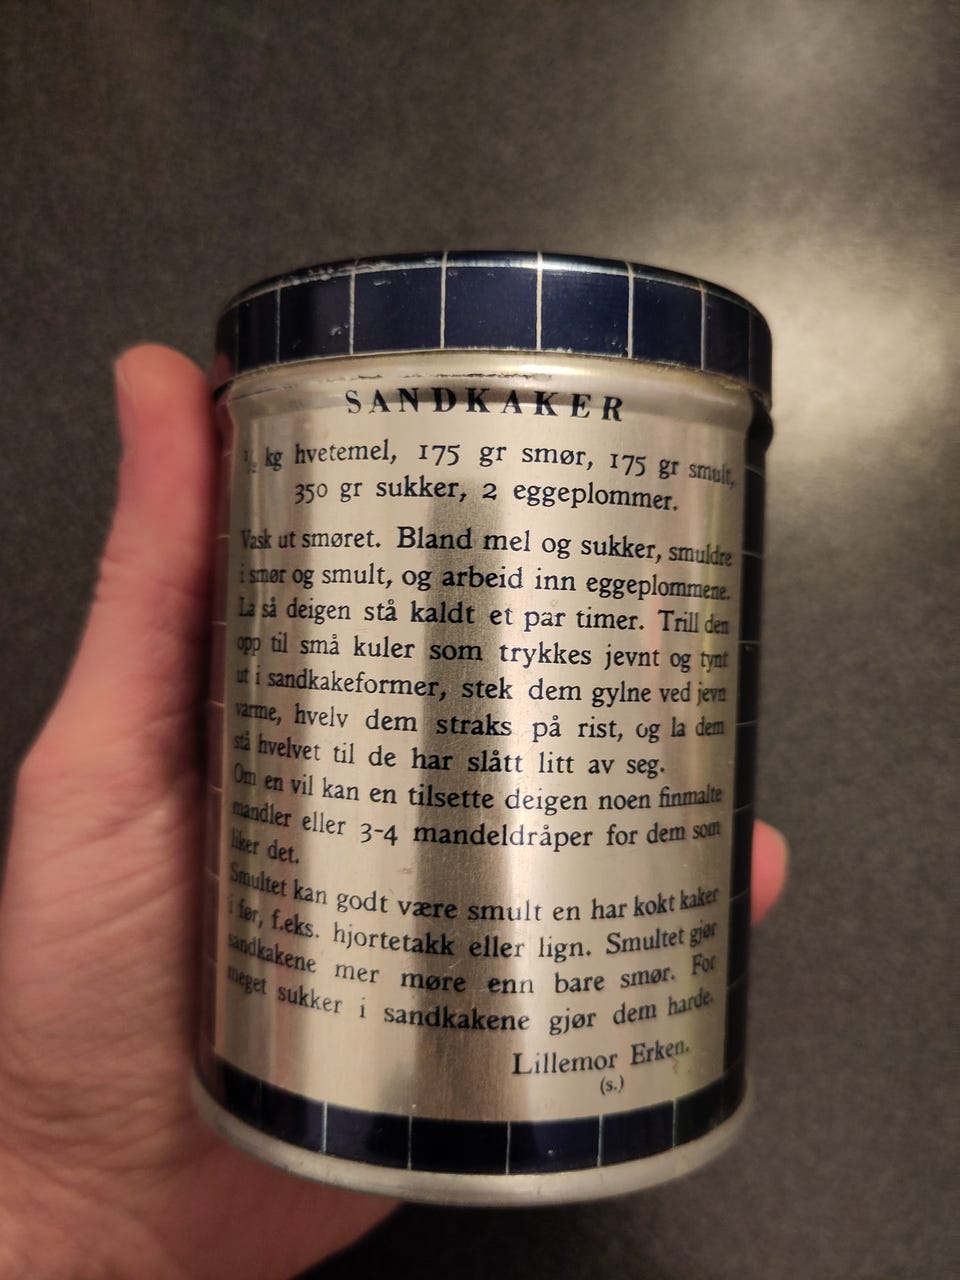 SANDKAKER
½ kg hvetemel, 175 gr smør, 175 gr smult,
350 gr sukker, 2 eggeplommer.
Vask ut smøret. Bland mel og sukker, smuldre
i smør og smult, og arbeid inn eggeplommene.
La så deigen stå kaldt et par timer. Trill den
opp til små kuler som trykkes jevnt og tynt
ut i sandkakeformer, stek dem gylne ved jevn
varme, hvelv dem straks på rist, og la dem
stå hvelvet til de har slått litt av seg.
Om en vil kan en tilsette deigen noen finmalte
mandler eller 3-4 mandeldråper for dem som
liker det.
Smultet kan godt være smult en har kokt kaker
i før, f.eks. hjortetakk eller lign. Smultet gjør
sandkakene mer møre enn bare smør. For
meget sukker i sandkakene gjør dem harde.
Lillemor Erken.
(s.)